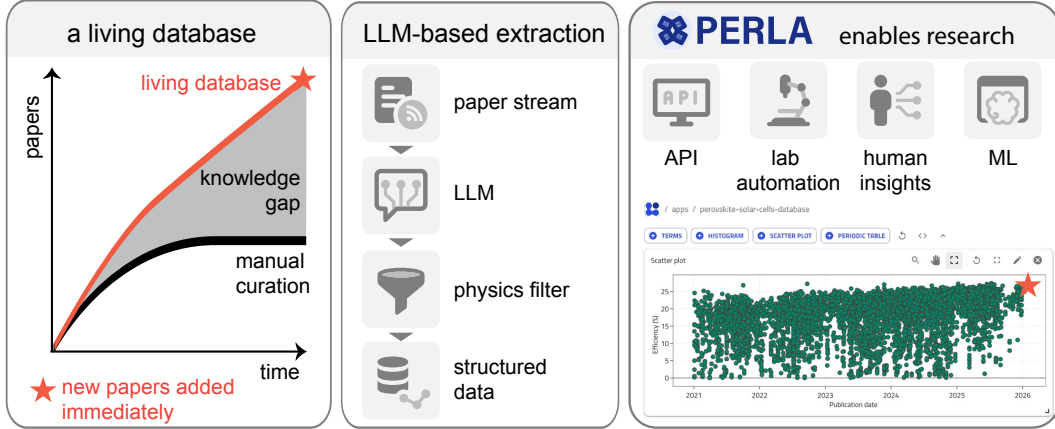 a living database
living database
papers
knowledge
gap
manual
curation
time
new papers added
immediately
LLM-based extraction
paper stream
LLM
physics filter
structured
data
PERLA enables research
API
API
lab
automation
human
insights
ML
/ apps / perovskite-solar-cells-database
TERMS
HISTOGRAM
SCATTER PLOT
PERIODIC TABLE
Scatter plot
Efficiency (%)
25
20
15
10
5
0
2021
2022
2023
2024
2025
2026
Publication date